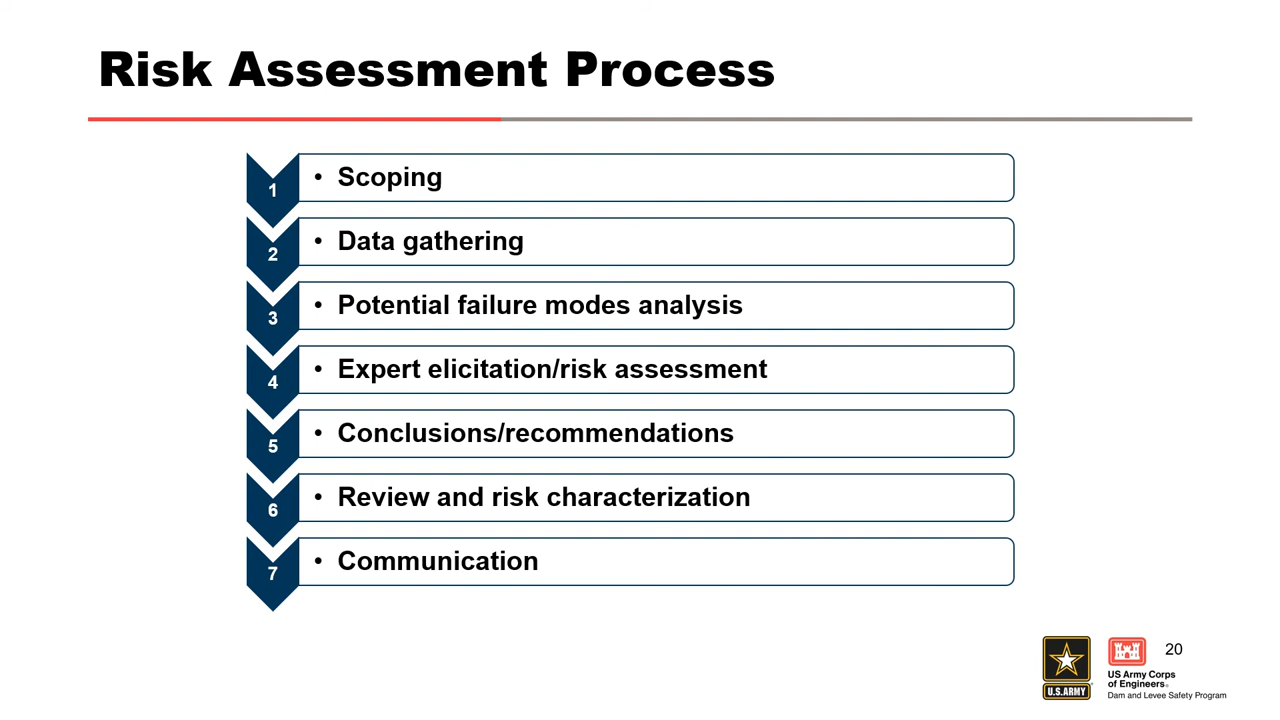 Risk Assessment Process
1
• Scoping
2
• Data gathering
3
• Potential failure modes analysis
4
• Expert elicitation/risk assessment
5
• Conclusions/recommendations
6
• Review and risk characterization
7
• Communication
20
U.S.ARMY
US Army Corps
of Engineers®
Dam and Levee Safety Program